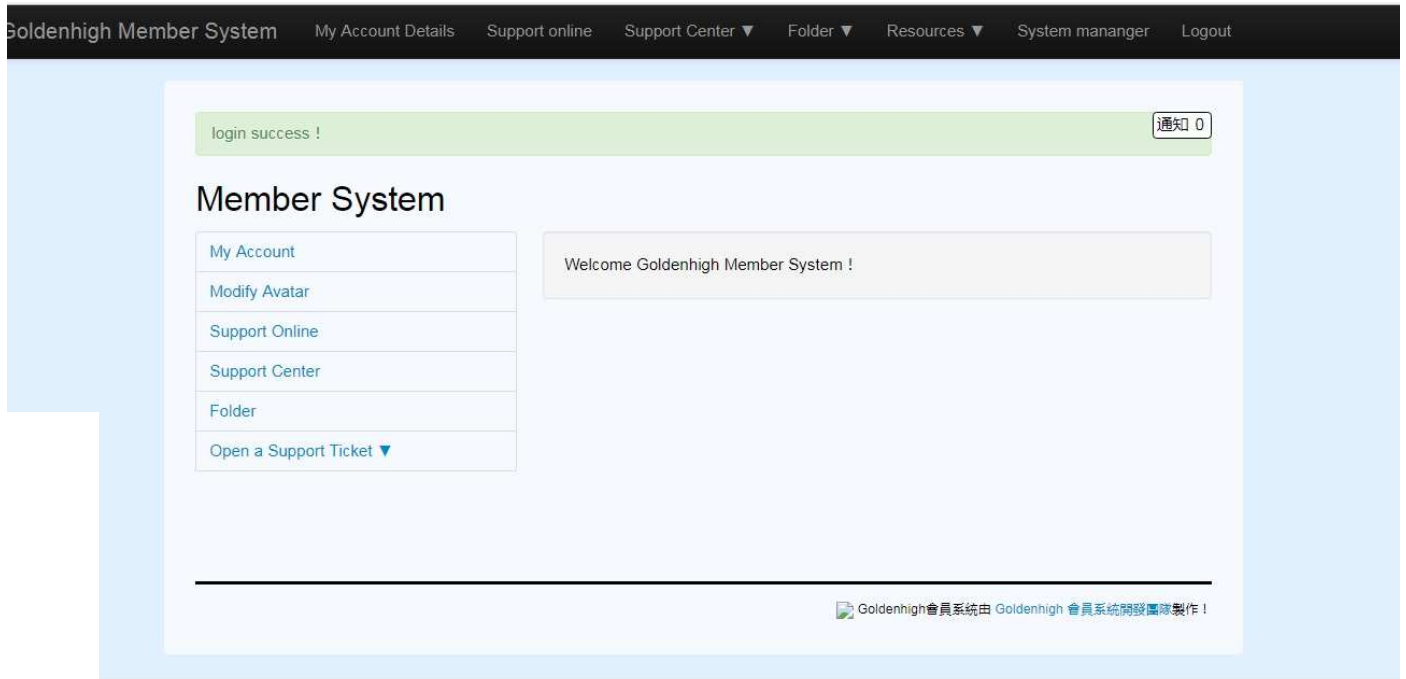 Goldenhigh Member System My Account Details Support online Support Center ▼ Folder ▼ Resources ▼ System mananger Logout
login success !
通知 0
Member System
My Account
Modify Avatar
Support Online
Support Center
Folder
Open a Support Ticket ▼
Welcome Goldenhigh Member System !
Goldenhigh會員系統由 Goldenhigh 會員系統開發團隊製作 !